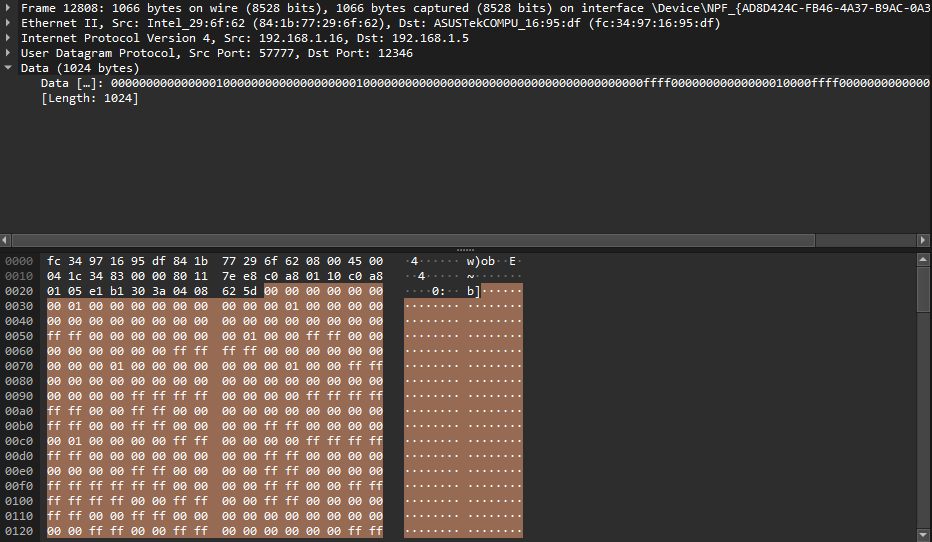 Frame 12808: 1066 bytes on wire (8528 bits), 1066 bytes captured (8528 bits) on interface \Device\NPF_{AD8D424C-FB46-4A37-B9AC-0A3
Ethernet II, Src: Intel_29:6f:62 (84:1b:77:29:6f:62), Dst: ASUSTekCOMPU_16:95:df (fc:34:97:16:95:df)
Internet Protocol Version 4, Src: 192.168.1.16, Dst: 192.168.1.5
User Datagram Protocol, Src Port: 57777, Dst Port: 12346
Data (1024 bytes)
Data […]: 0000000000000001000000000000000001000000000000000000000000000000000000000000ffff00000000000000010000ffff0000000000000
[Length: 1024]
0000 fc 34 97 16 95 df 84 1b 77 29 6f 62 08 00 45 00 ·4······ w)ob··E·
0010 04 1c 34 83 00 00 80 11 7e e8 c0 a8 01 10 c0 a8 ··4····· ~·······
0020 01 05 e1 b1 30 3a 04 08 62 5d 00 00 00 00 00 00 ····0:·· b]······
0030 00 01 00 00 00 00 00 00 00 00 01 00 00 00 00 00 ········ ········
0040 00 00 00 00 00 00 00 00 00 00 00 00 00 00 00 00 ········ ········
0050 ff ff 00 00 00 00 00 00 00 01 00 00 ff ff 00 00 ········ ········
0060 00 00 00 00 00 ff ff ff ff 00 00 00 00 00 00 00 ········ ········
0070 00 00 00 01 00 00 00 00 00 00 01 00 00 00 ff ff ········ ········
0080 00 00 00 00 00 00 00 00 00 00 00 00 00 00 00 00 ········ ········
0090 00 00 00 00 ff ff ff ff 00 00 00 00 ff ff ff ff ········ ········
00a0 ff ff 00 00 ff ff 00 00 00 00 00 00 00 00 00 00 ········ ········
00b0 ff ff 00 00 ff ff 00 00 00 00 ff ff 00 00 00 00 ········ ········
00c0 00 01 00 00 00 00 ff ff 00 00 00 00 ff ff ff ff ········ ········
00d0 ff ff 00 00 00 00 ff ff 00 00 ff ff 00 00 00 00 ········ ········
00e0 00 00 00 00 ff ff 00 00 00 00 ff ff 00 00 00 00 ········ ········
00f0 ff ff ff ff 00 00 ff ff 00 00 00 00 00 00 00 00 ········ ········
0100 ff ff ff ff 00 00 ff ff 00 00 00 00 ff ff 00 00 ········ ········
0110 ff ff 00 00 ff ff 00 00 00 00 ff ff 00 00 00 00 ········ ········
0120 00 00 ff ff 00 00 ff ff 00 00 00 00 00 00 ff ff ········ ········